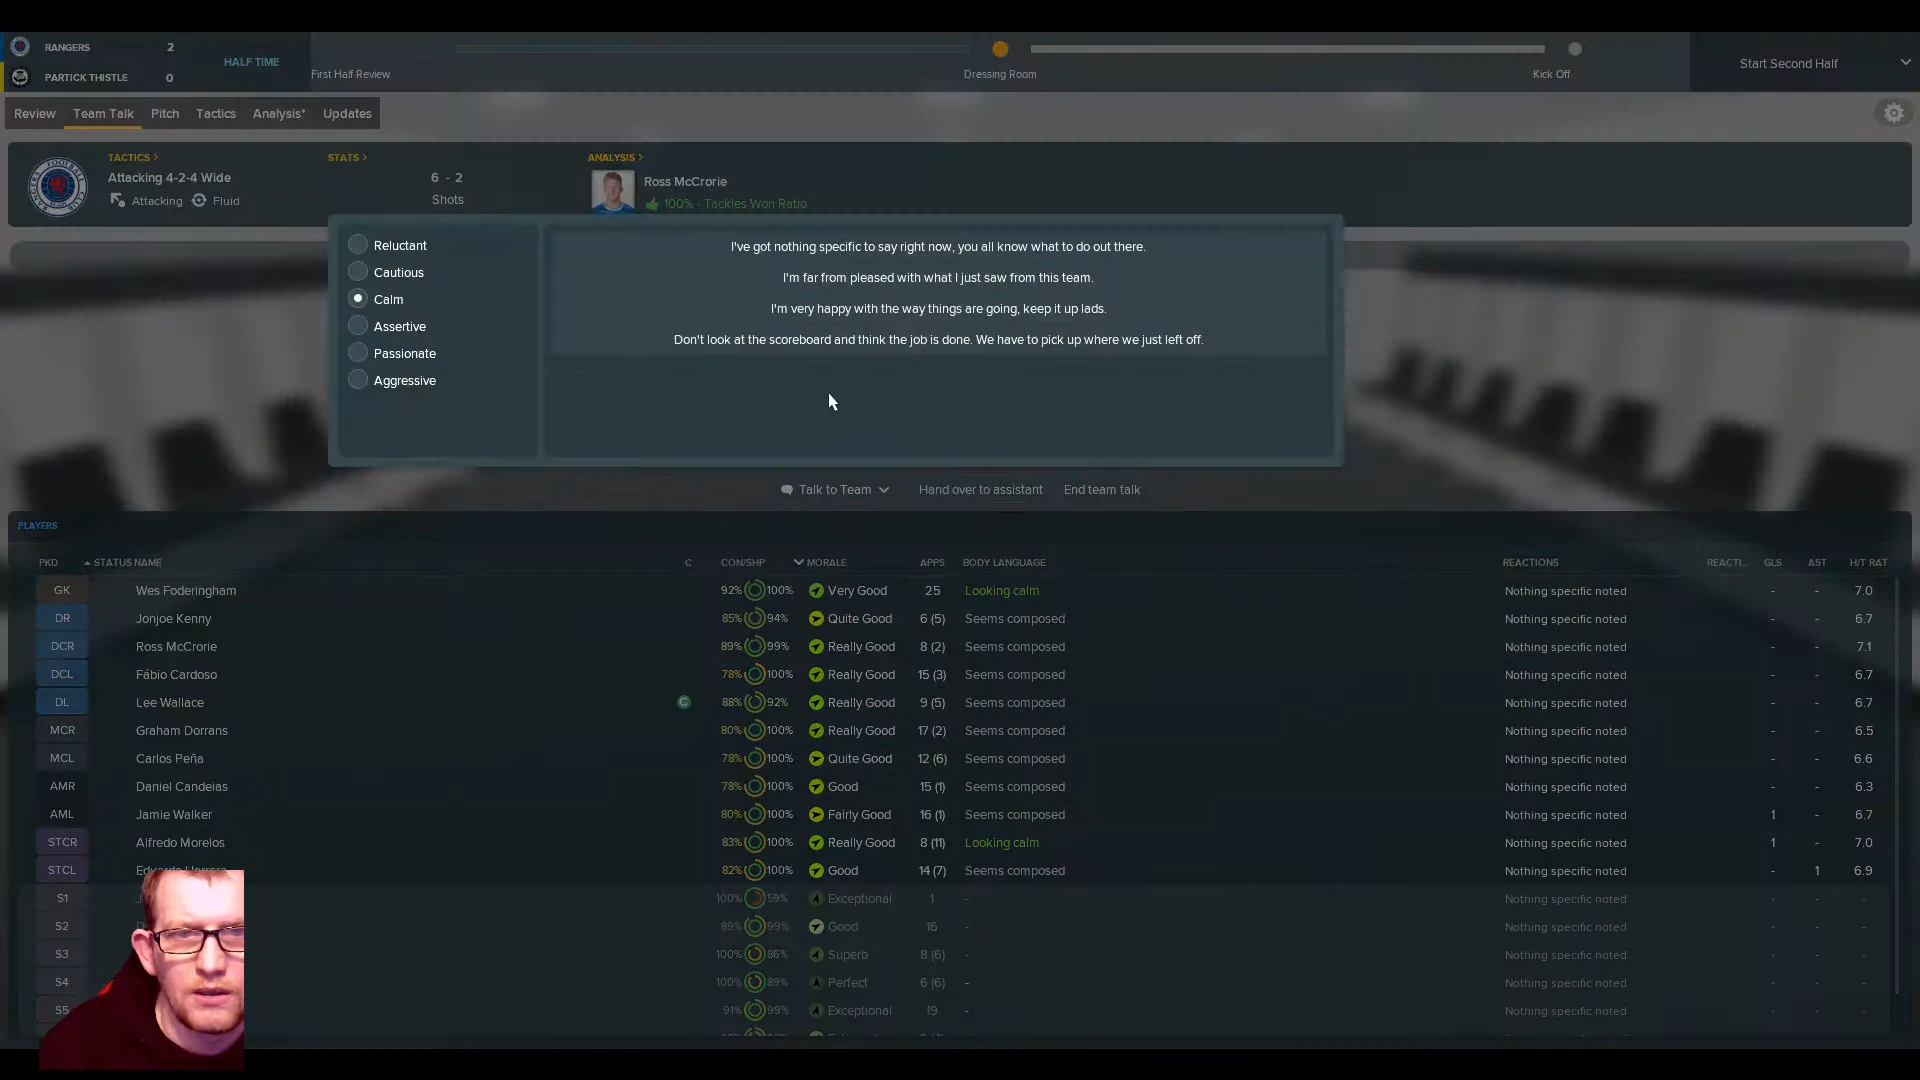 RANGERS 2
PARTICK THISTLE 0
HALF TIME
First Half Review
Dressing Room
Kick Off
Start Second Half
Review Team Talk Pitch Tactics Analysis* Updates
TACTICS >
Attacking 4-2-4 Wide
Attacking Fluid
STATS >
6 - 2
Shots
ANALYSIS >
Ross McCrorie
100% - Tackles Won Ratio
Reluctant
Cautious
Calm
Assertive
Passionate
Aggressive
I've got nothing specific to say right now, you all know what to do out there.
I'm far from pleased with what I just saw from this team.
I'm very happy with the way things are going, keep it up lads.
Don't look at the scoreboard and think the job is done. We have to pick up where we just left off.
Talk to Team Hand over to assistant End team talk
PLAYERS
PKD STATUS NAME C CON/SHP MORALE APPS BODY LANGUAGE REACTIONS REACTI... GLS AST H/T RAT
GK Wes Foderingham 92% 100% Very Good 25 Looking calm Nothing specific noted - - 7.0
DR Jonjoe Kenny 85% 94% Quite Good 6 (5) Seems composed Nothing specific noted - - 6.7
DCR Ross McCrorie 89% 99% Really Good 8 (2) Seems composed Nothing specific noted - - 7.1
DCL Fábio Cardoso 78% 100% Really Good 15 (3) Seems composed Nothing specific noted - - 6.7
DL Lee Wallace C 88% 92% Really Good 9 (5) Seems composed Nothing specific noted - - 6.7
MCR Graham Dorrans 80% 100% Really Good 17 (2) Seems composed Nothing specific noted - - 6.5
MCL Carlos Peña 78% 100% Quite Good 12 (6) Seems composed Nothing specific noted - - 6.6
AMR Daniel Candeias 78% 100% Good 15 (1) Seems composed Nothing specific noted - - 6.3
AML Jamie Walker 80% 100% Fairly Good 16 (1) Seems composed Nothing specific noted 1 - 6.7
STCR Alfredo Morelos 83% 100% Really Good 8 (11) Looking calm Nothing specific noted 1 - 7.0
STCL Eduardo Herrera 82% 100% Good 14 (7) Seems composed Nothing specific noted - 1 6.9
S1 100% 59% Exceptional 1 - Nothing specific noted - - -
S2 89% 99% Good 16 - Nothing specific noted - - -
S3 100% 86% Superb 8 (6) - Nothing specific noted - - -
S4 100% 89% Perfect 6 (6) - Nothing specific noted - - -
S5 91% 99% Exceptional 19 - Nothing specific noted - - -